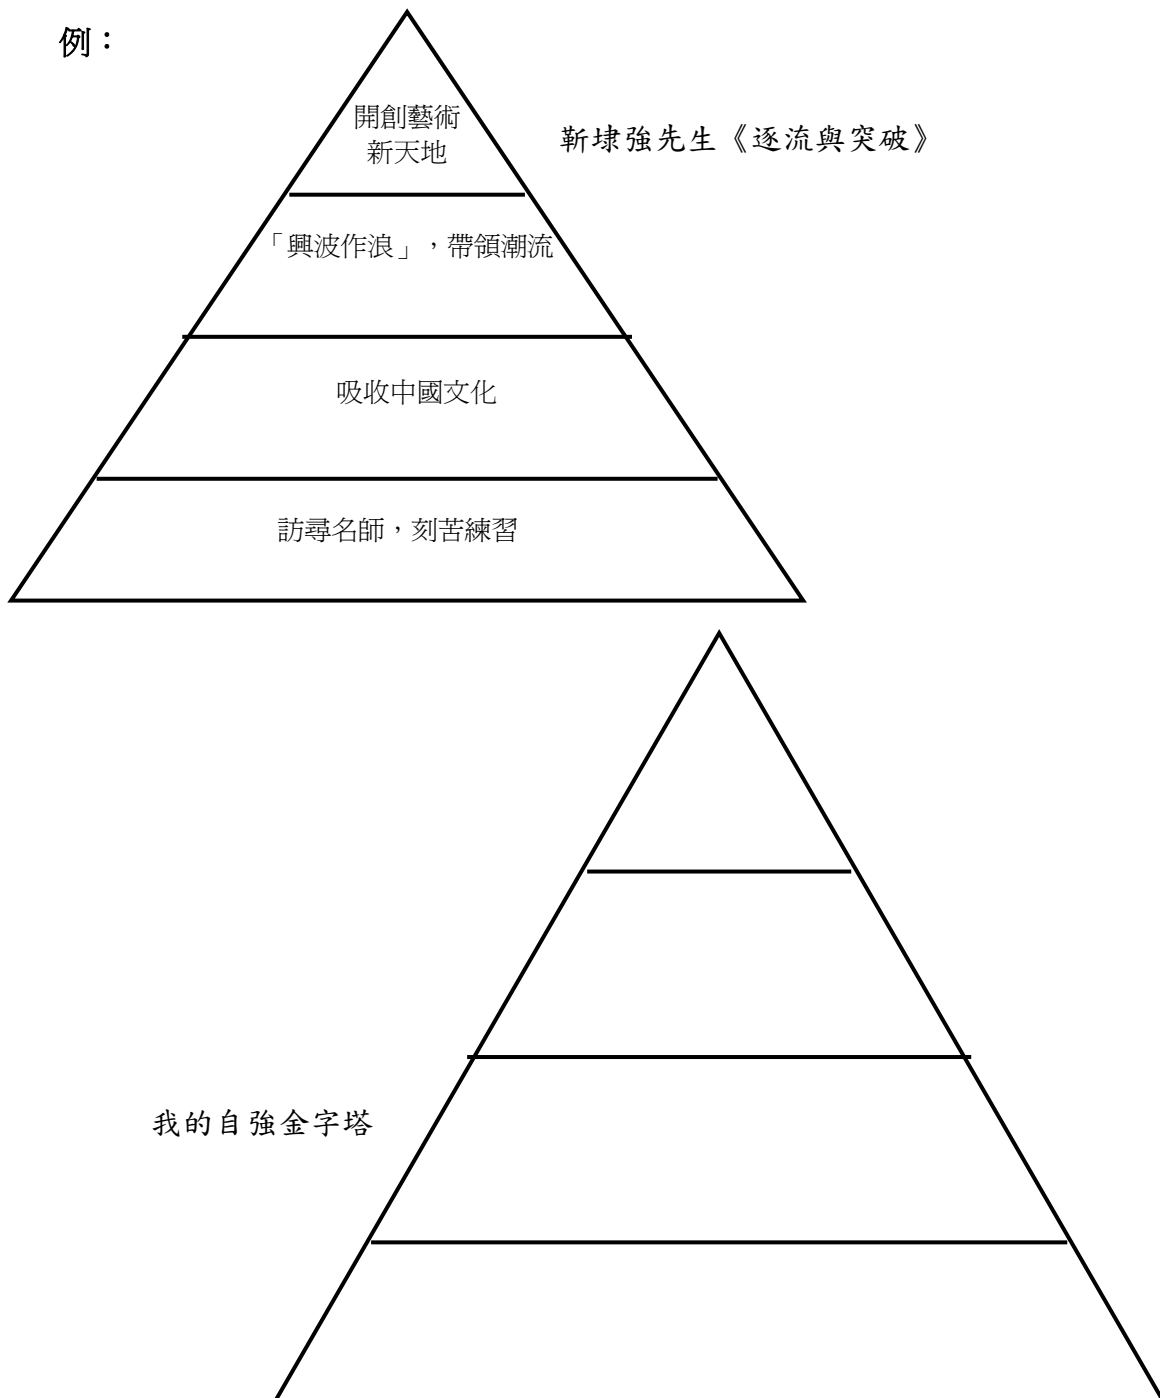 例：
開創藝術
新天地
靳埭強先生《逐流與突破》
「興波作浪」，帶領潮流
吸收中國文化
訪尋名師，刻苦練習
我的自強金字塔